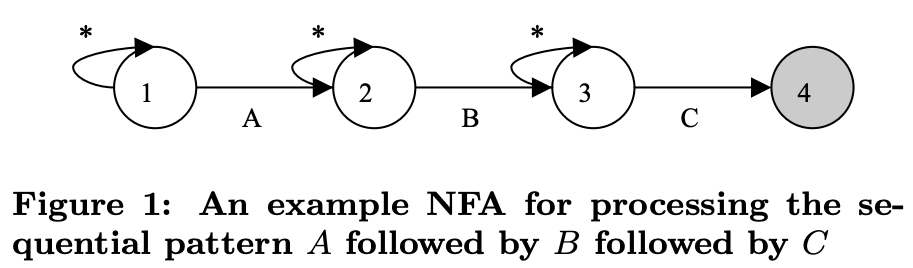 * * *
1 2 3 4
A B C
Figure 1: An example NFA for processing the se-
quential pattern A followed by B followed by C